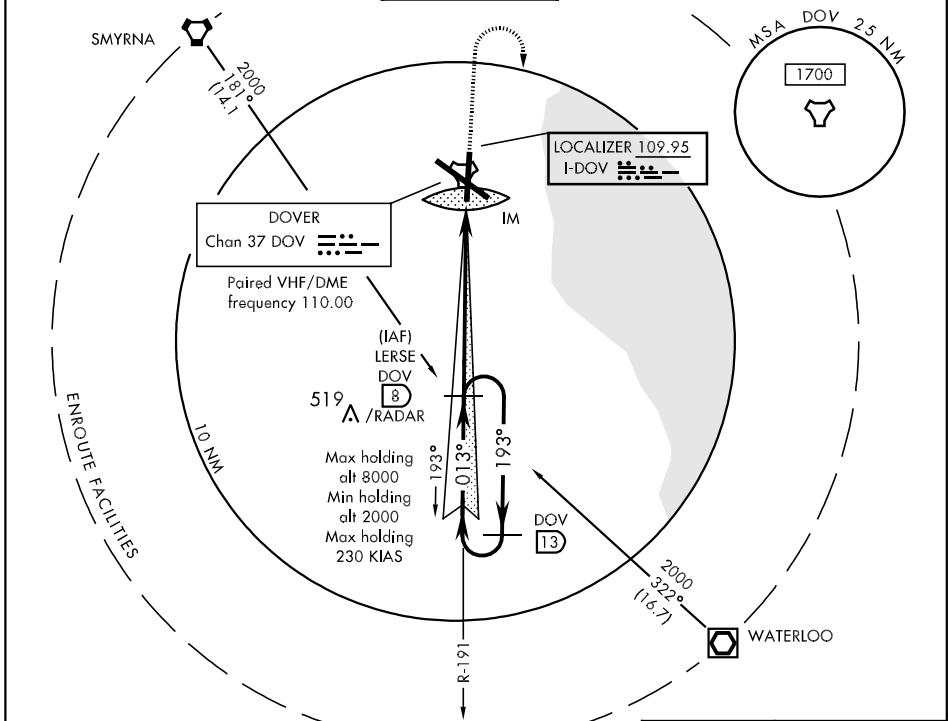 MSA DOV 25 NM
1700
SMYRNA
2000
181°
(14.1
LOCALIZER 109.95
I-DOV
IM
DOVER
Chan 37 DOV
Paired VHF/DME
frequency 110.00
(IAF)
LERSE
DOV
8
519 /RADAR
Max holding
alt 8000
Min holding
alt 2000
Max holding
230 KIAS
193°
013°
193°
DOV
13
10 NM
ENROUTE FACILITIES
2000
322°
(16.7)
WATERLOO
R-191